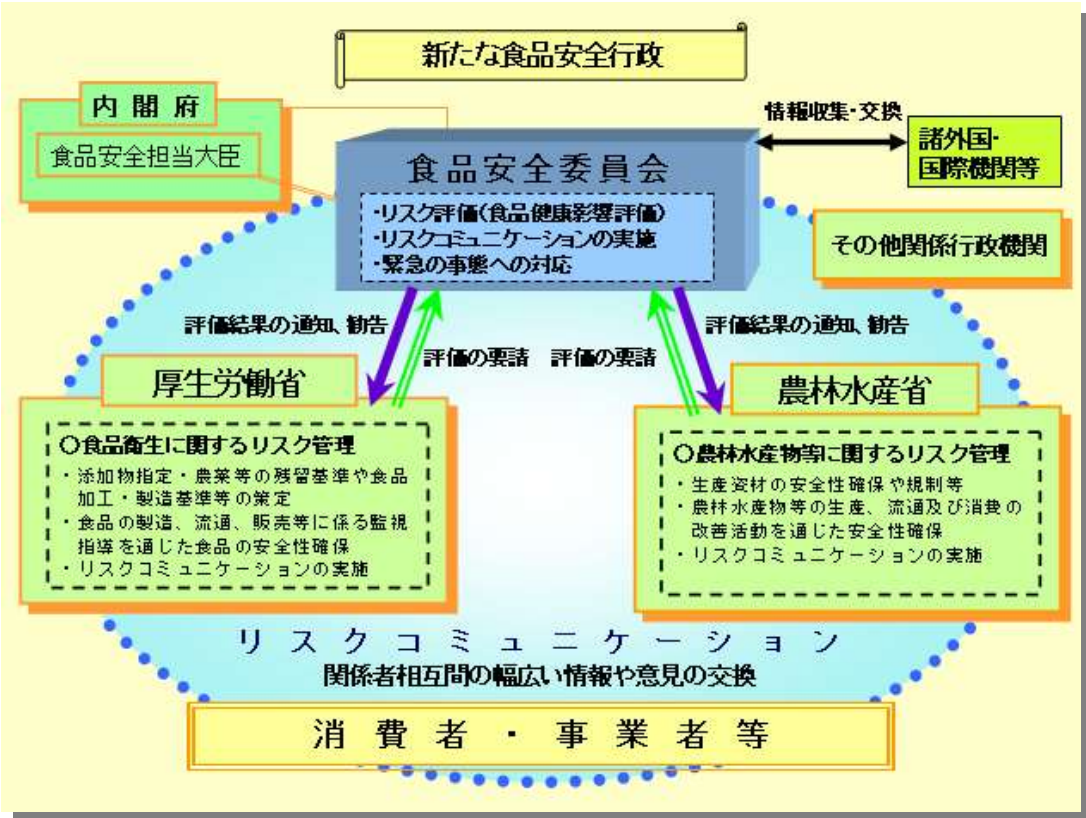 新たな食品安全行政
内閣府
食品安全担当大臣
情報収集・交換
諸外国・
国際機関等
食品安全委員会
・リスク評価(食品健康影響評価)
・リスクコミュニケーションの実施
・緊急の事態への対応
その他関係行政機関
評価結果の通知、勧告
評価の要請
評価の要請
評価結果の通知、勧告
厚生労働省
〇食品衛生に関するリスク管理
・添加物指定・農薬等の残留基準や食品
加工・製造基準等の策定
・食品の製造、流通、販売等に係る監視
指導を通じた食品の安全性確保
・リスクコミュニケーションの実施
農林水産省
〇農林水産物等に関するリスク管理
・生産資材の安全性確保や規制等
・農林水産物等の生産、流通及び消費の
改善活動を通じた安全性確保
・リスクコミュニケーションの実施
リスクコミュニケーション
関係者相互間の幅広い情報や意見の交換
消費者・事業者等